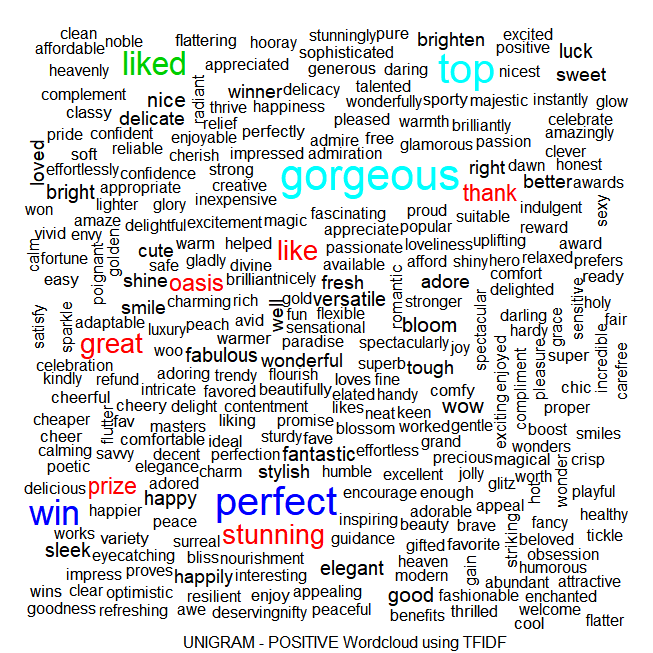 clean noble flattering hooray stunningly pure brighten excited
affordable liked sophisticated top positive luck
heavenly appreciated generous daring nicest sweet
complement nice radiant winner delicacy talented
classy delicate thrive happiness wonderfully sporty majestic instantly glow
pride confident relief pleased warmth brilliantly celebrate
loved soft reliable enjoyable perfectly admire free glamorous passion amazingly
effortlessly cherish impressed admiration clever
bright confidence strong gorgeous right dawn honest
appropriate creative thank better awards
won lighter glory inexpensive indulgent sexy
amaze delightful excitement magic fascinating proud suitable reward
calm vivid envy golden appreciate popular
fortune poignant cute warm helped like passionate loveliness uplifting award
safe gladly divine available afford shiny hero relaxed prefers
easy shine oasis brilliant nicely fresh adore comfort ready
smile charming rich gold versatile romantic stronger delighted
satisfy sparkle adaptable luxury peach avid well fun flexible bloom spectacular darling sensitive holy
great warmer sensational hardy grace fair
woo paradise spectacularly joy
celebration fabulous wonderful superb tough enjoyed compliment pleasured super incredible carefree
kindly refund adoring trendy flourish loves fine
cheerful intricate favored beautifully elated handy comfy chic
cheaper flutter fav cheery delight contentment likes neat keen wow exciting proper
masters liking promise blossom worked gentle boost smiles
cheer comfortable ideal sturdy fave grand wonders
calming savvy decent perfection fantastic effortless precious magical crisp
poetic elegance charm stylish humble excellent jolly worth
delicious prize adored happy perfect encourage enough glitz hot wonder playful
win happier adorable appeal
peace inspiring beauty brave striking fancy healthy
works variety surreal stunning guidance gifted favorite beloved tickle
sleek eyecatching bliss nourishment heaven gain obsession
impress proves happily interesting elegant modern humorous
abundant attractive
wins clear optimistic resilient enjoy appealing good fashionable enchanted
goodness refreshing awe deserving nifty peaceful benefits thrilled welcome
cool flatter
UNIGRAM - POSITIVE Wordcloud using TFIDF